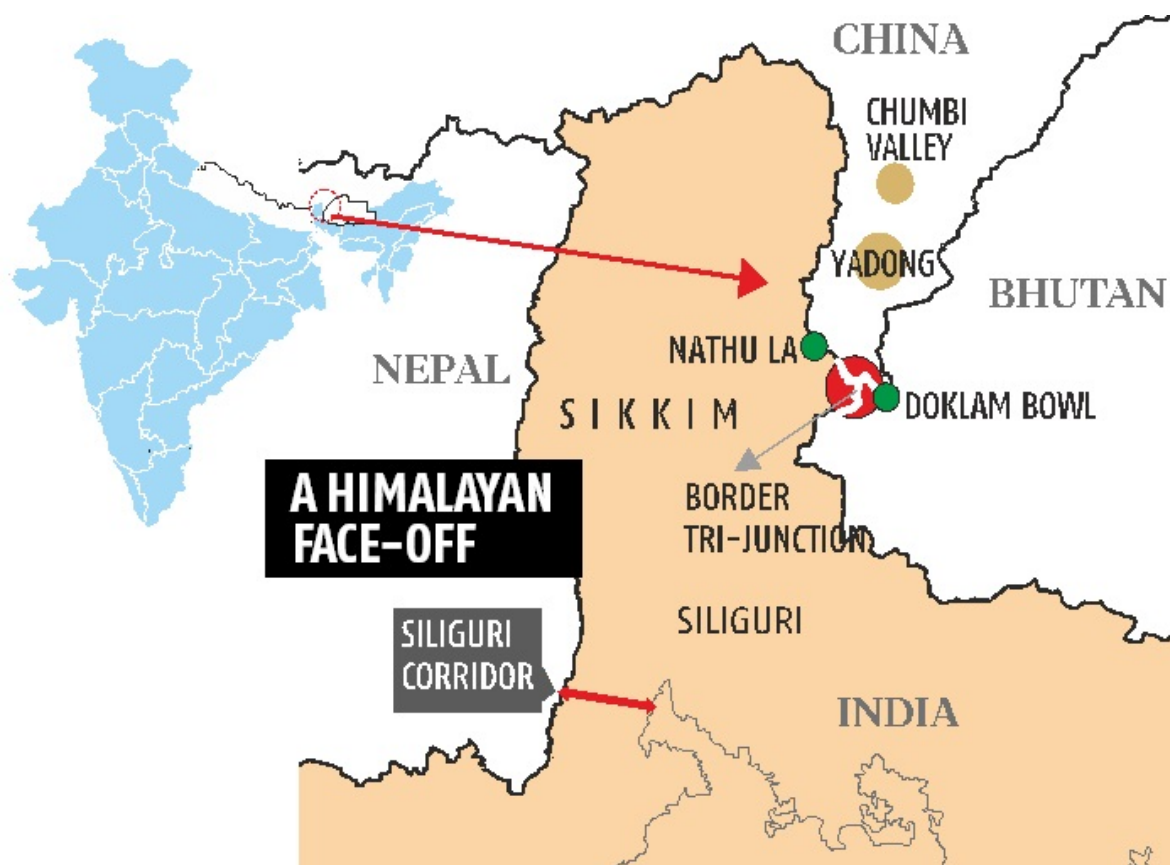 CHINA
CHUMBI
VALLEY
YADONG
BHUTAN
NATHU LA
NEPAL
SIKKIM
DOKLAM BOWL
A HIMALAYAN
FACE-OFF
BORDER
TRI-JUNCTION
SILIGURI
CORRIDOR
SILIGURI
INDIA